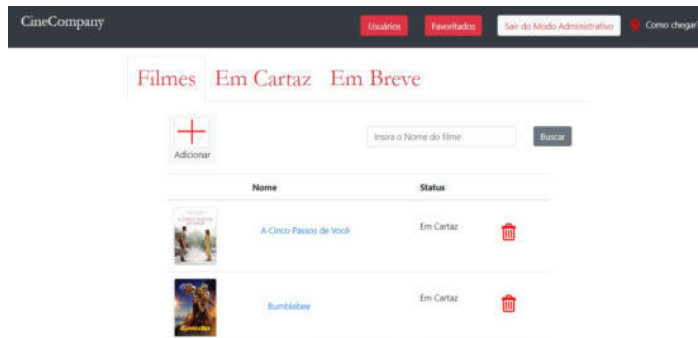 CineCompany
Usuários Favoritados Sair do Modo Administrativo Como chegar?
Filmes Em Cartaz Em Breve
Insira o Nome do filme Buscar
Adicionar
Nome Status
A Cinco Passos de Você Em Cartaz
Bumblebee Em Cartaz